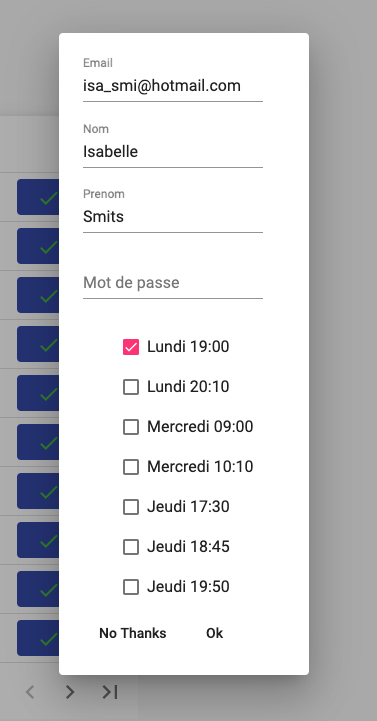 Email
isa_smi@hotmail.com
Nom
Isabelle
Prenom
Smits
Mot de passe
Lundi 19:00
Lundi 20:10
Mercredi 09:00
Mercredi 10:10
Jeudi 17:30
Jeudi 18:45
Jeudi 19:50
No Thanks Ok